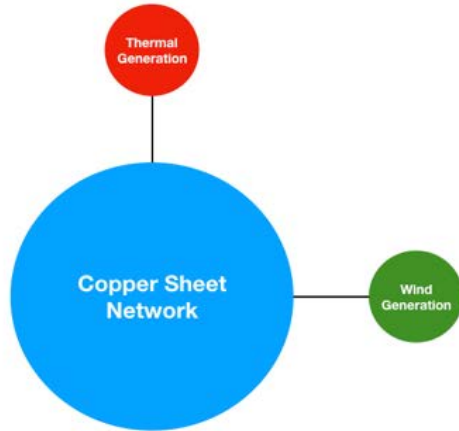 Thermal
Generation
Copper Sheet
Network
Wind
Generation